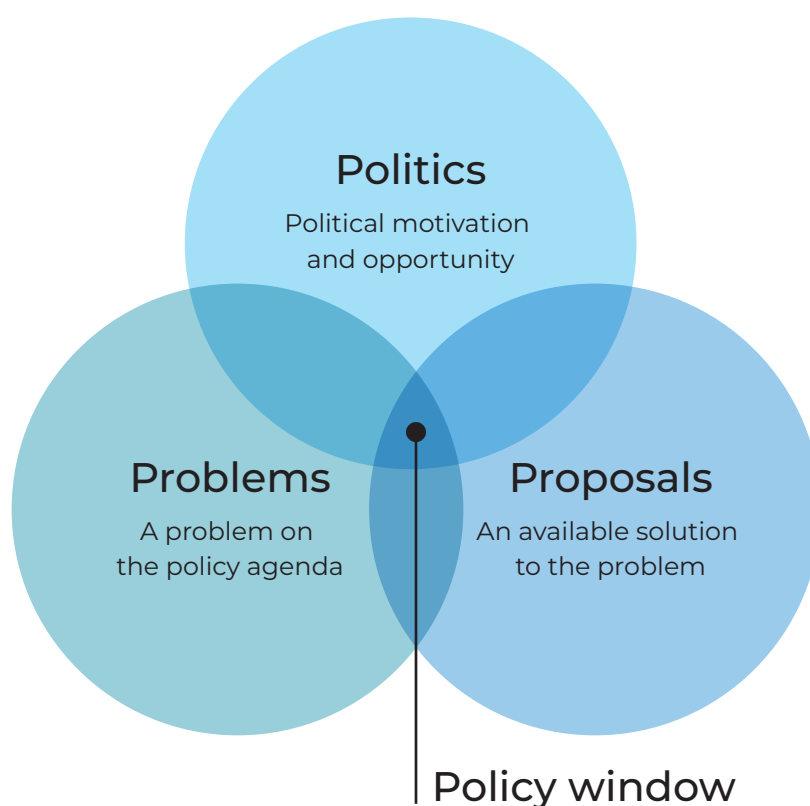 Politics
Political motivation
and opportunity
Problems
A problem on
the policy agenda
Proposals
An available solution
to the problem
Policy window